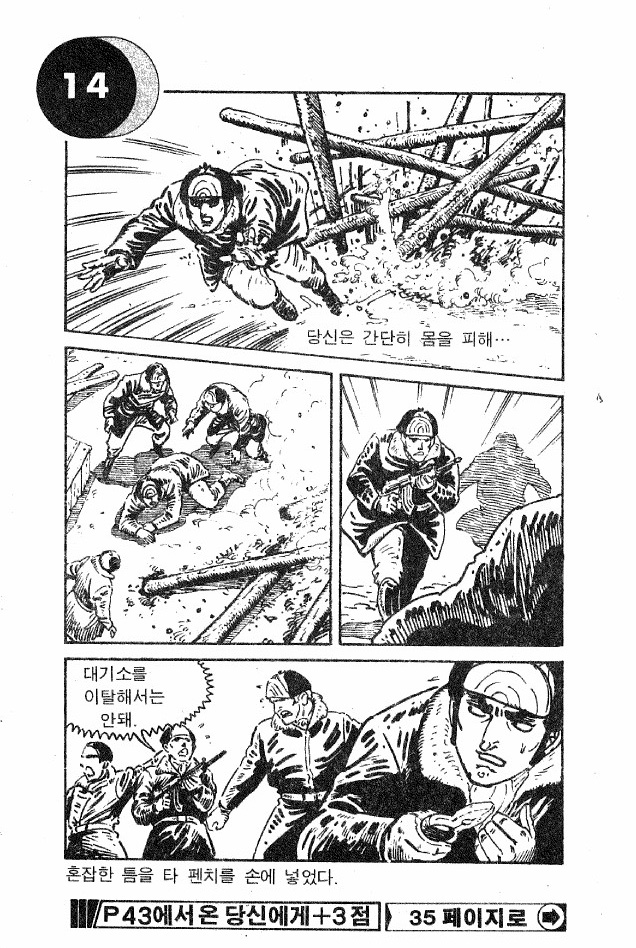 14
당신은 간단히 몸을 피해…
대기소를
이탈해서는
안돼.
혼잡한 틈을 타 펜치를 손에 넣었다.
P43에서 온 당신에게+3점
35페이지로